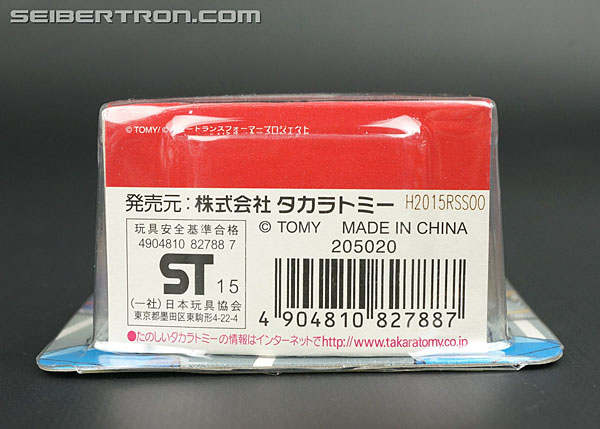 SEIBERTRON.COM
© TOMY/© ートランスフォーマープロジェクト
発売元：株式会社 タカラトミー H2015RSS00
玩具安全基準合格
4904810 82788 7
ST 15
(一社)日本玩具協会
東京都墨田区東駒形4-22-4
© TOMY MADE IN CHINA
205020
4 904810 827887
●たのしいタカラトミーの情報はインターネットでhttp://www.takaratomy.co.jp